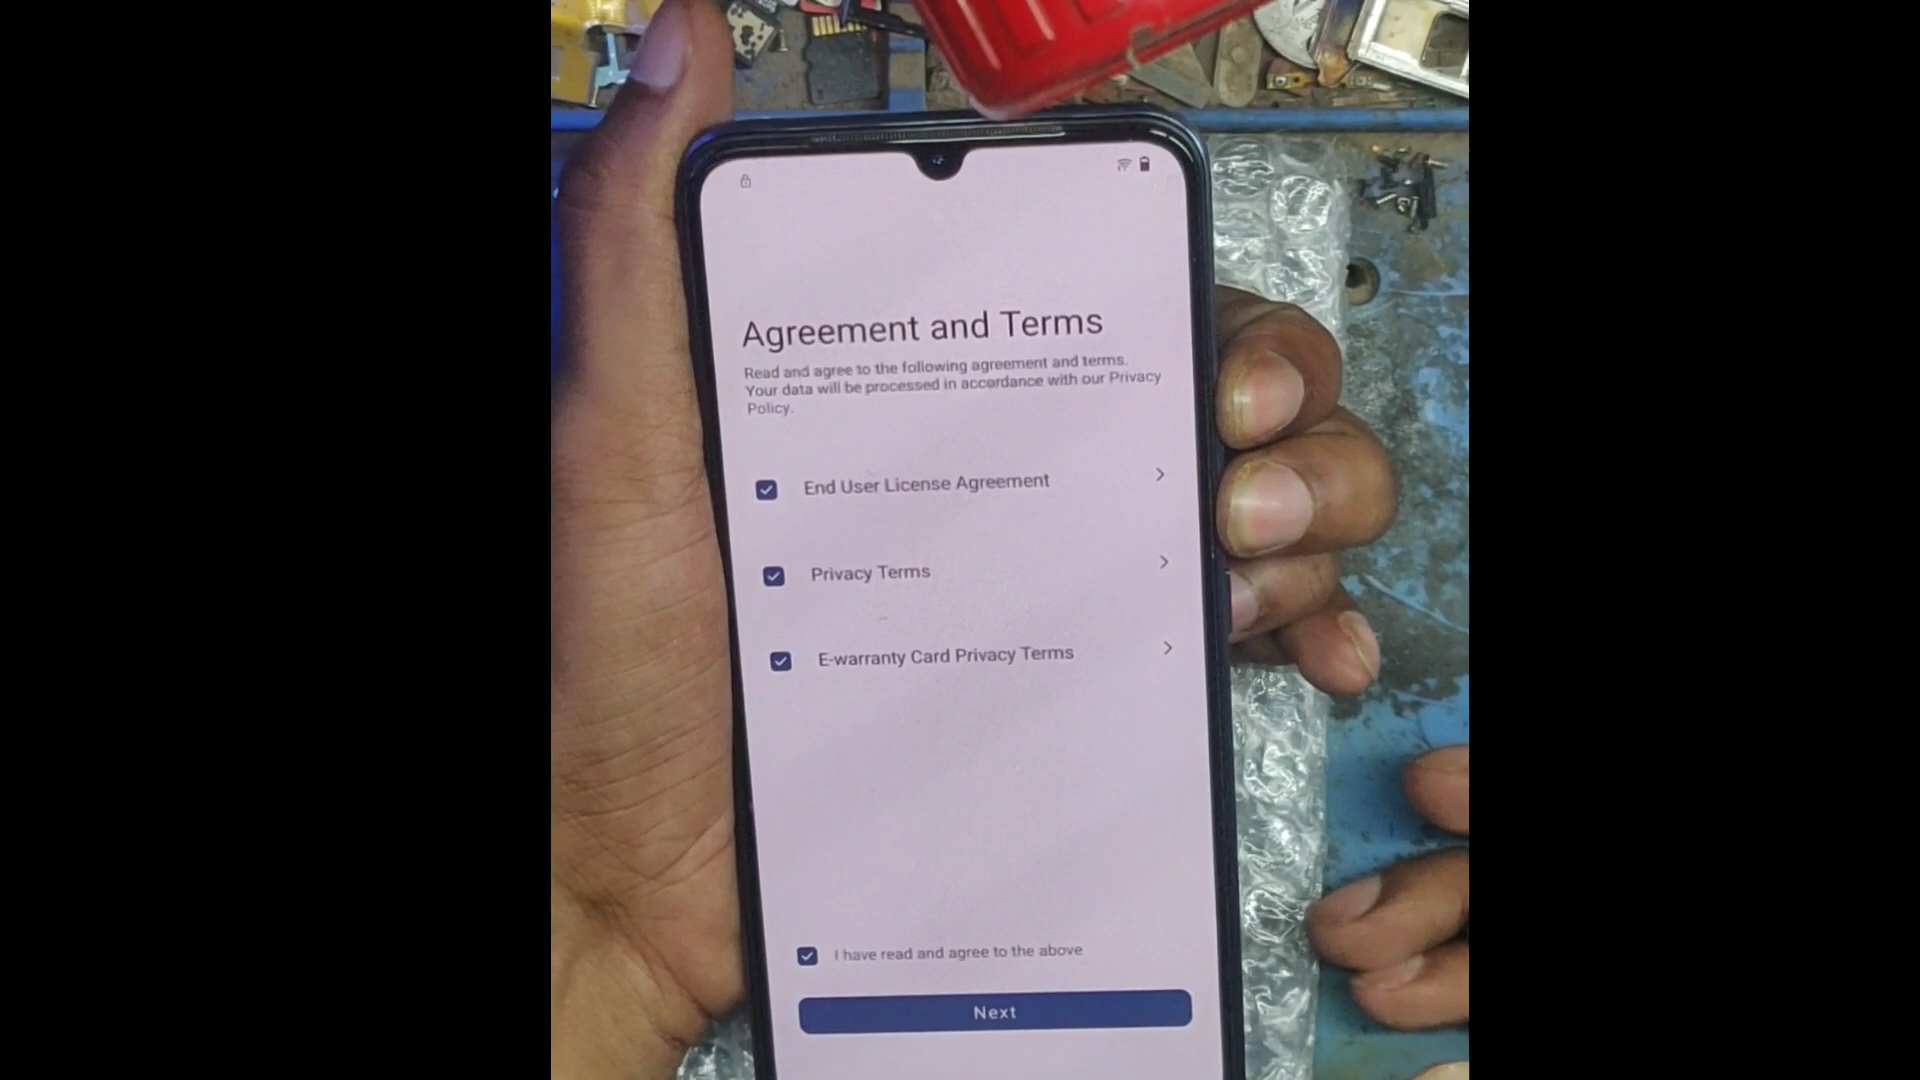 Agreement and Terms
Read and agree to the following agreement and terms.
Your data will be processed in accordance with our Privacy
Policy.
End User License Agreement
Privacy Terms
E-warranty Card Privacy Terms
I have read and agree to the above
Next